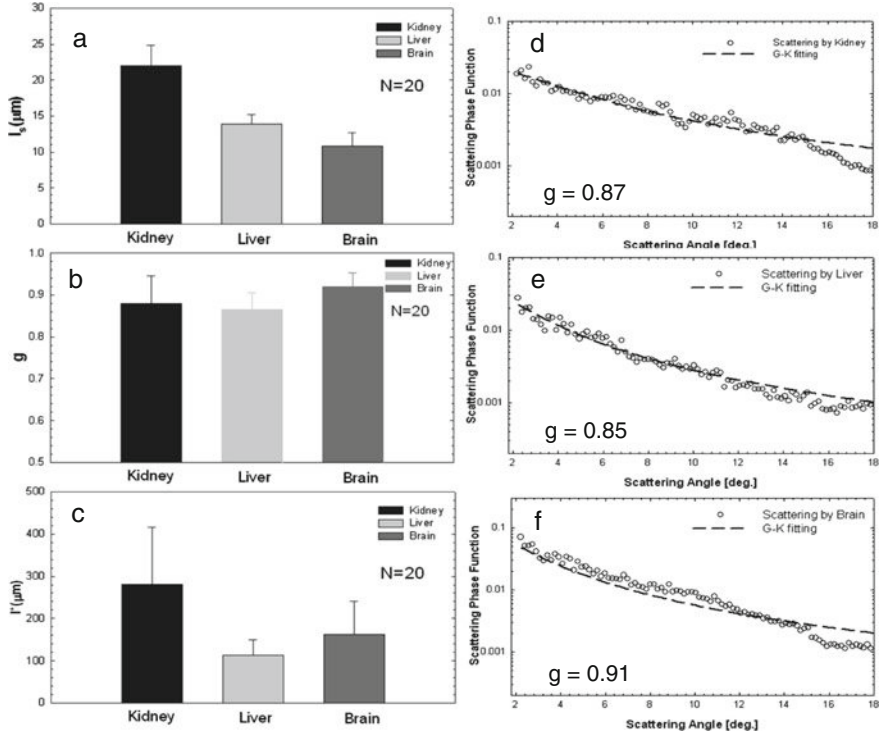 a
30
25
20
15
10
5
0
l_s(μm)
Kidney
Liver
Brain
N=20
Kidney Liver Brain
b
1.0
0.9
0.8
0.7
0.6
0.5
g
Kidney
Liver
Brain
N=20
Kidney Liver Brain
c
500
400
300
200
100
0
l'(μm)
Kidney
Liver
Brain
N=20
Kidney Liver Brain
d
0.1
0.01
0.001
Scattering Phase Function
Scattering by Kidney
G-K fitting
g = 0.87
2 4 6 8 10 12 14 16 18
Scattering Angle [deg.]
e
0.1
0.01
0.001
Scattering Phase Function
Scattering by Liver
G-K fitting
g = 0.85
2 4 6 8 10 12 14 16 18
Scattering Angle [deg.]
f
0.1
0.01
0.001
Scattering Phase Function
Scattering by Brain
G-K fitting
g = 0.91
2 4 6 8 10 12 14 16 18
Scattering Angle [deg.]